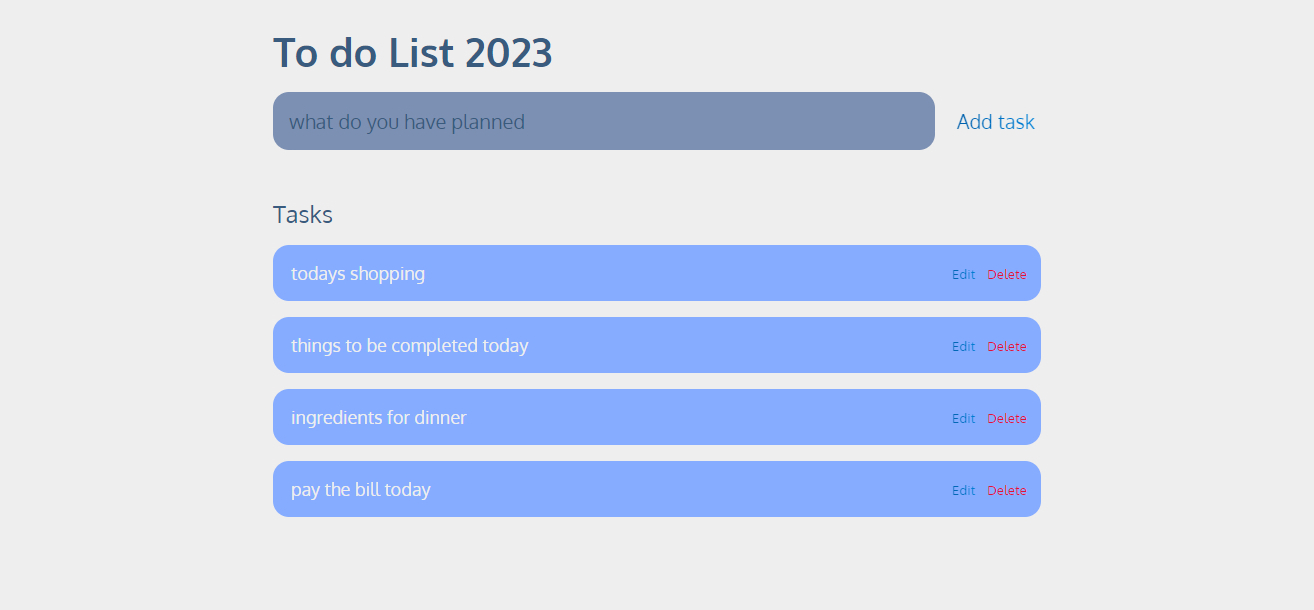 To do List 2023
what do you have planned
Add task
Tasks
todays shopping
Edit Delete
things to be completed today
Edit Delete
ingredients for dinner
Edit Delete
pay the bill today
Edit Delete